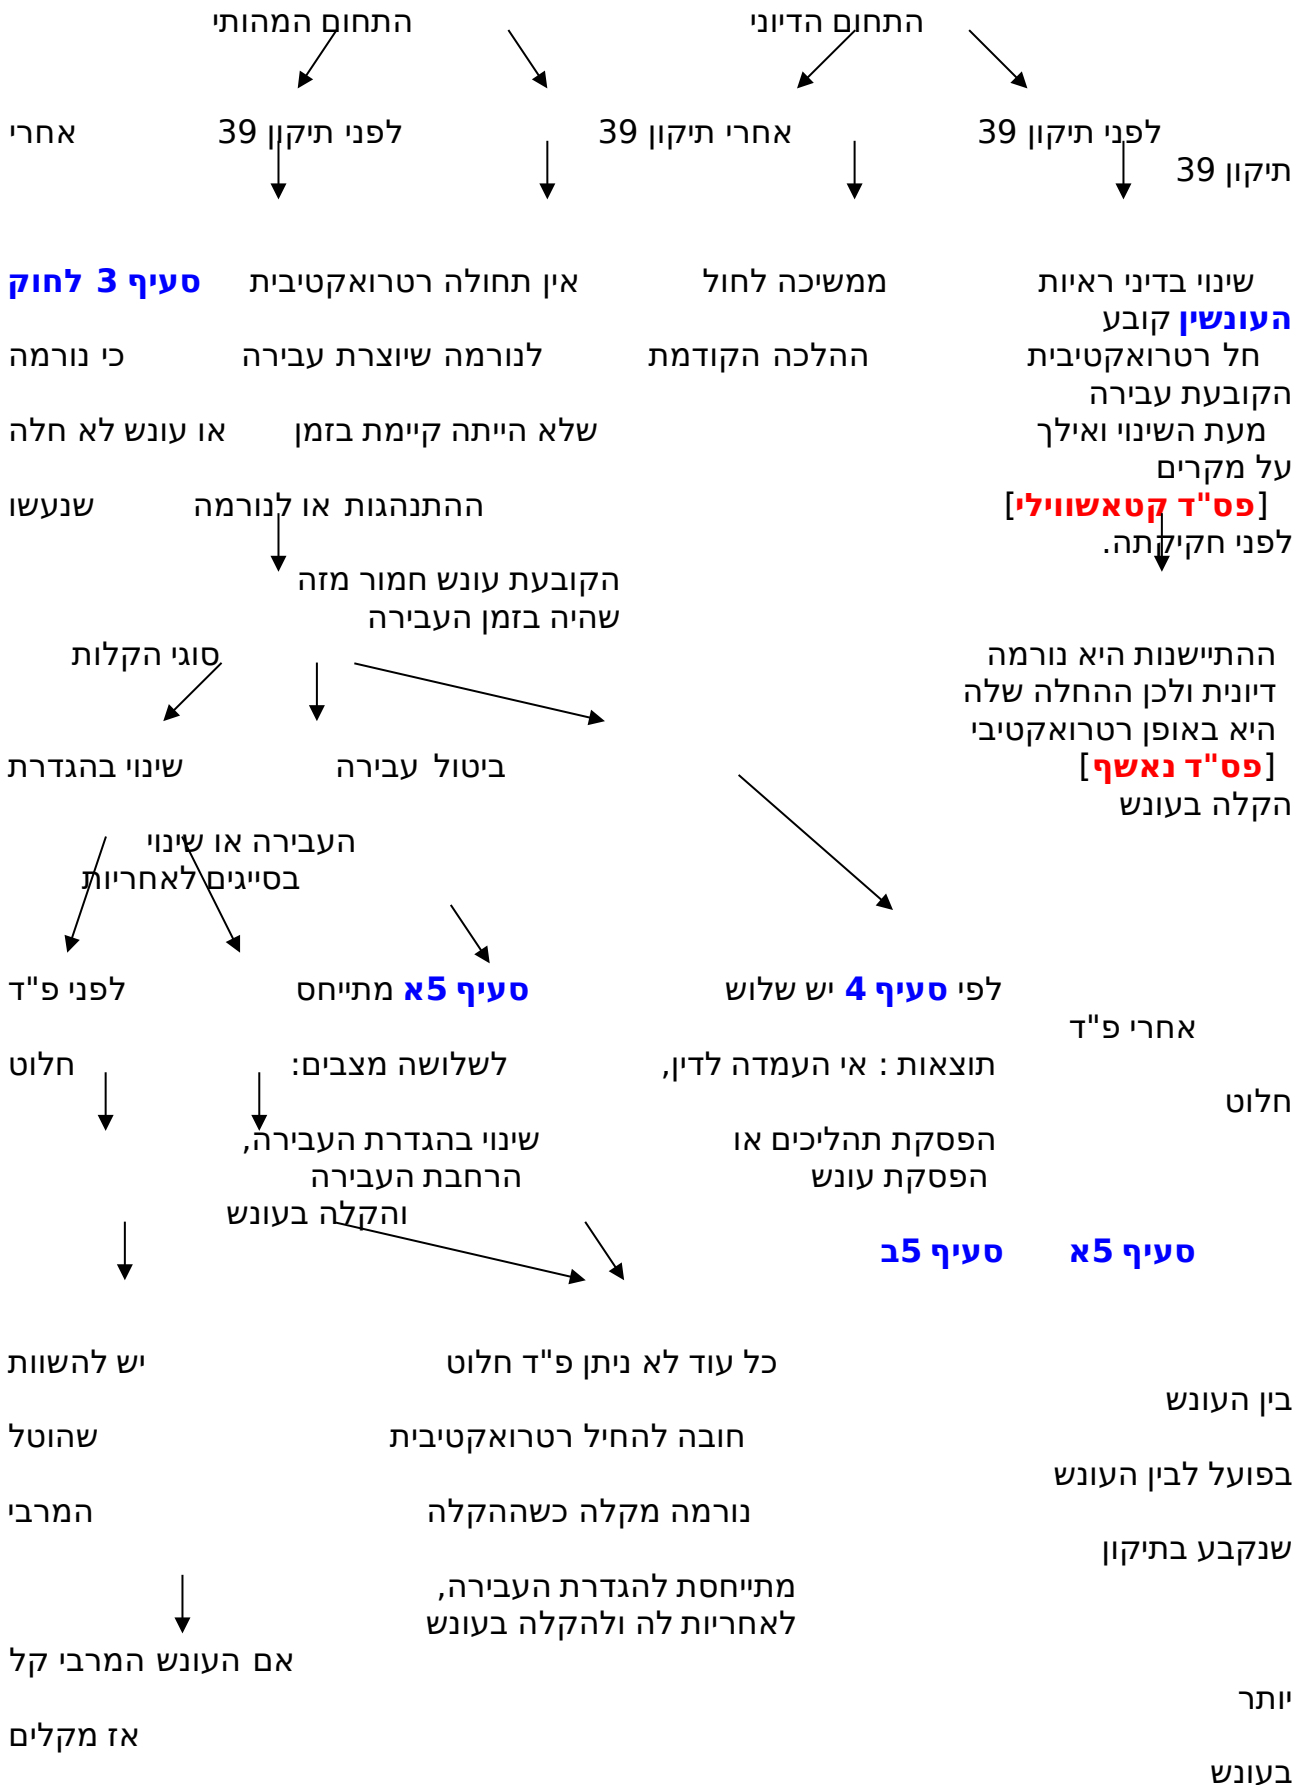 התחום הדיוני התחום המהותי
לפני תיקון 39 אחרי תיקון 39 לפני תיקון 39 אחרי
תיקון 39
שינוי בדיני ראיות ממשיכה לחול אין תחולה רטרואקטיבית סעיף 3 לחוק
העונשין קובע
חל רטרואקטיבית ההלכה הקודמת לנורמה שיוצרת עבירה כי נורמה
הקובעת עבירה
מעת השינוי ואילך שלא הייתה קיימת בזמן או עונש לא חלה
על מקרים
[פס"ד קטאשווילי] ההתנהגות או לנורמה שנעשו
לפני חקיקתה.
הקובעת עונש חמור מזה
שהיה בזמן העבירה
ההתיישנות היא נורמה סוגי הקלות
דיונית ולכן ההחלה שלה
היא באופן רטרואקטיבי
[פס"ד נאשף] ביטול עבירה שינוי בהגדרת
הקלה בעונש
העבירה או שינוי
בסייגים לאחריות
לפי סעיף 4 יש שלוש סעיף 5א מתייחס לפני פ"ד
אחרי פ"ד
תוצאות : אי העמדה לדין, לשלושה מצבים: חלוט
חלוט
הפסקת תהליכים או שינוי בהגדרת העבירה,
הפסקת עונש הרחבת העבירה
והקלה בעונש
סעיף 5א סעיף 5ב
כל עוד לא ניתן פ"ד חלוט יש להשוות
בין העונש
חובה להחיל רטרואקטיבית שהוטל
בפועל לבין העונש
נורמה מקלה כשההקלה המרבי
שנקבע בתיקון
מתייחסת להגדרת העבירה,
לאחריות לה ולהקלה בעונש
אם העונש המרבי קל
יותר
אז מקלים
בעונש